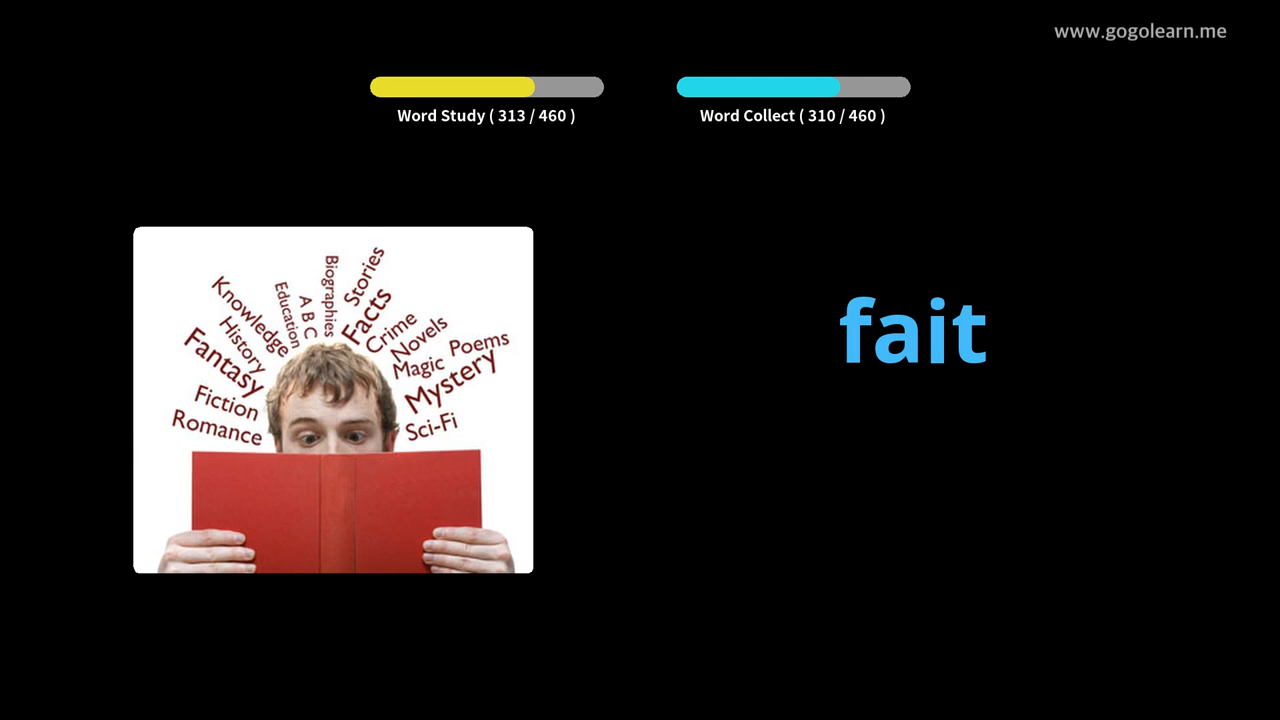 www.gogolearn.me
Word Study ( 313 / 460 )
Word Collect ( 310 / 460 )
Knowledge
Education
A B C
Biographies
Stories
Facts
Crime
Novels
Poems
History
Fantasy
Magic
Mystery
Fiction
Romance
Sci-Fi
fait